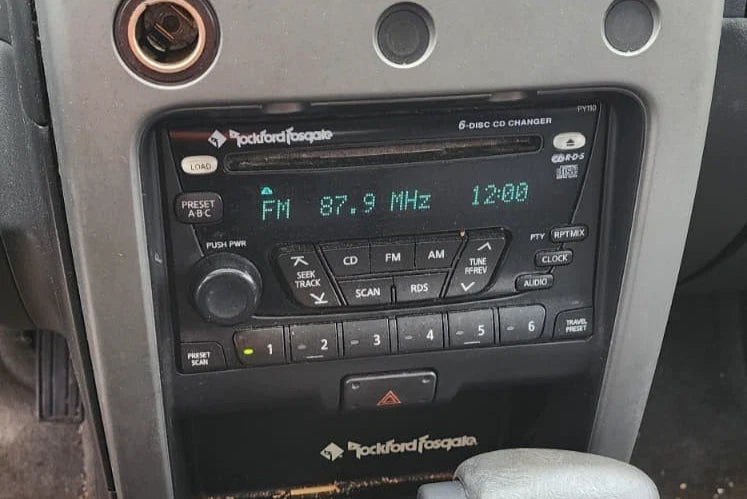 Rockford Fosgate
6-DISC CD CHANGER
PY110
LOAD
CD-R·D·S
disc
PRESET
A·B·C
FM 87.9 MHz 12:00
PUSH PWR
SEEK
TRACK
CD
FM
AM
TUNE
FF·REV
PTY
RPT·MIX
CLOCK
AUDIO
SCAN
RDS
PRESET
SCAN
1
2
3
4
5
6
TRAVEL
PRESET
Rockford Fosgate